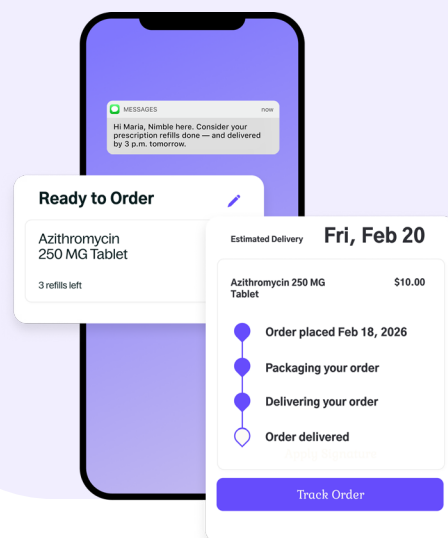 MESSAGES
now
Hi Maria, Nimble here. Consider your
prescription refills done — and delivered
by 3 p.m. tomorrow.
Ready to Order
Azithromycin
250 MG Tablet
3 refills left
Estimated Delivery
Fri, Feb 20
Azithromycin 250 MG
Tablet
$10.00
Order placed Feb 18, 2026
Packaging your order
Delivering your order
Order delivered
Track Order